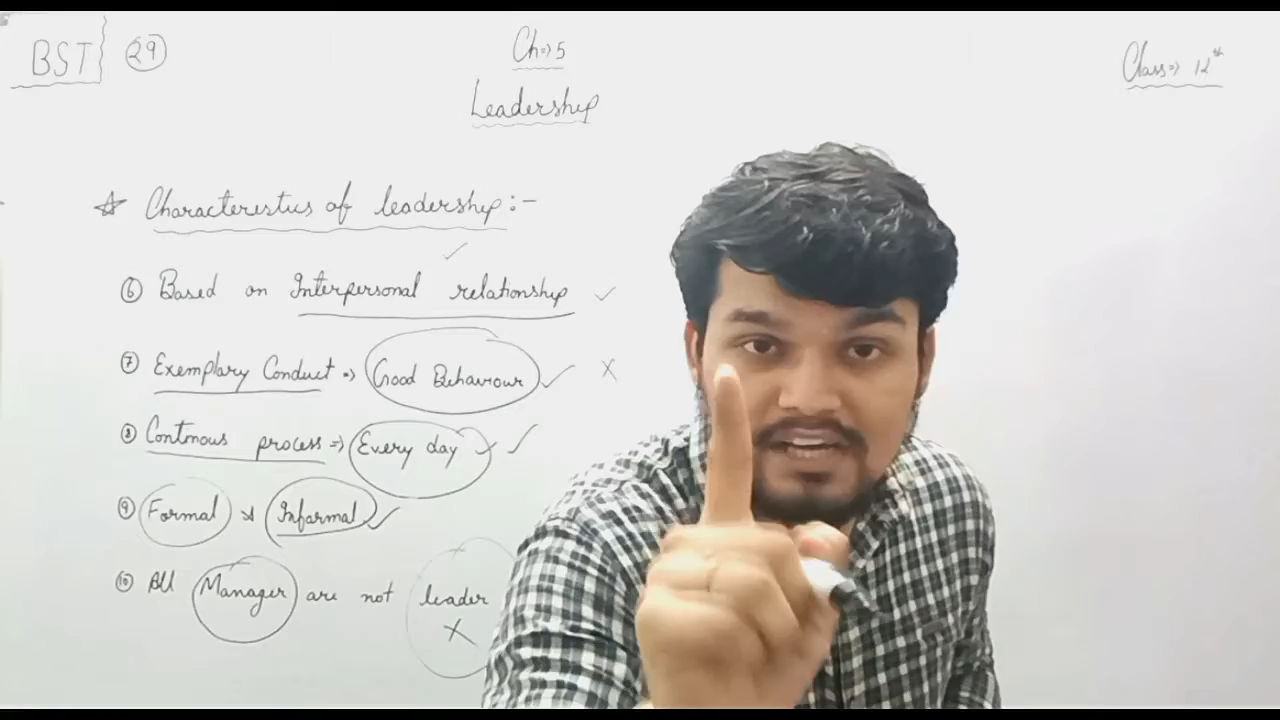 BST 29
Ch⇒5
Class⇒ 12th
Leadership
☆ Characterestics of leadership:-
⑥ Based on Interpersonal relationship ✓
⑦ Exemplary Conduct ⇒ Good Behaviour ✓ X
⑧ Continous process ⇒ Every day ✓ ✓
⑨ Formal Informal ✓
⑩ All Manager are not leader
X